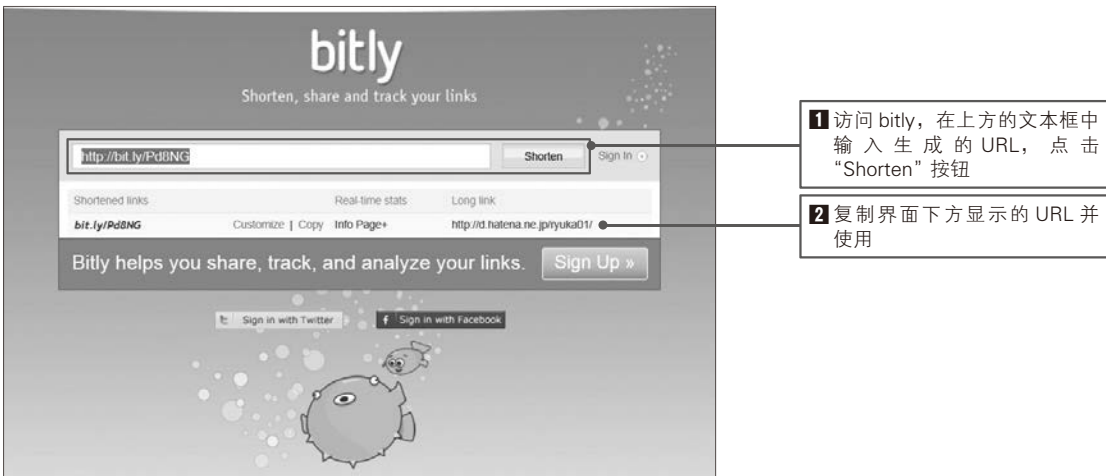 bitly
Shorten, share and track your links
http://bit.ly/Pd8NG Shorten Sign In
Shortened links Real-time stats Long link
bit.ly/Pd8NG Customize | Copy Info Page+ http://d.hatena.ne.jp/ryuka01/
Bitly helps you share, track, and analyze your links. Sign Up »
Sign in with Twitter f Sign in with Facebook
1 访问 bitly，在上方的文本框中
输入生成的 URL，点击
“Shorten” 按钮
2 复制界面下方显示的 URL 并
使用